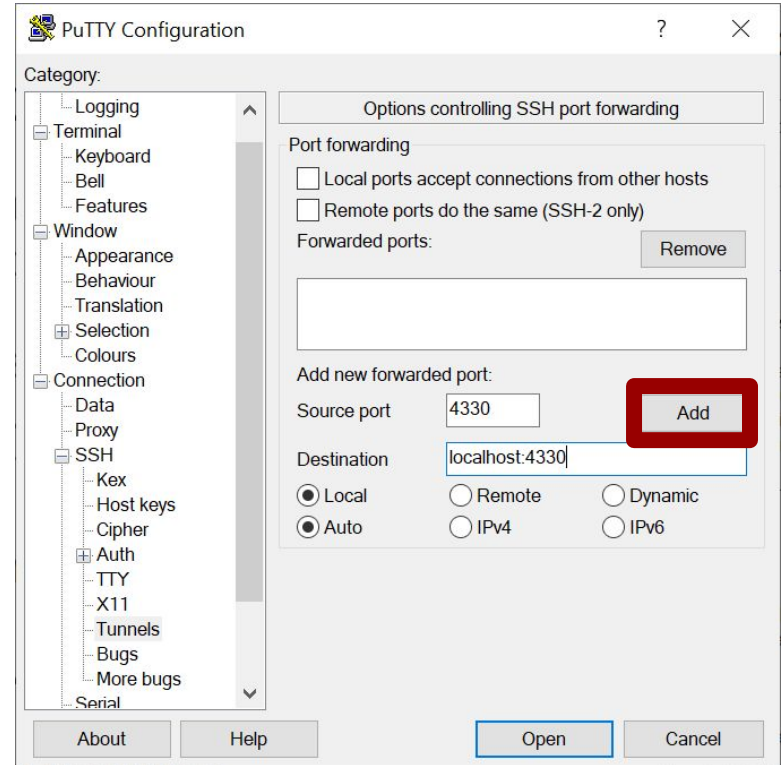 PuTTY Configuration
?
Category:
Logging
Terminal
Keyboard
Bell
Features
Window
Appearance
Behaviour
Translation
Selection
Colours
Connection
Data
Proxy
SSH
Kex
Host keys
Cipher
Auth
TTY
X11
Tunnels
Bugs
More bugs
Serial
Options controlling SSH port forwarding
Port forwarding
Local ports accept connections from other hosts
Remote ports do the same (SSH-2 only)
Forwarded ports:
Remove
Add new forwarded port:
Source port 4330 Add
Destination localhost:4330
Local Remote Dynamic
Auto IPv4 IPv6
About Help Open Cancel